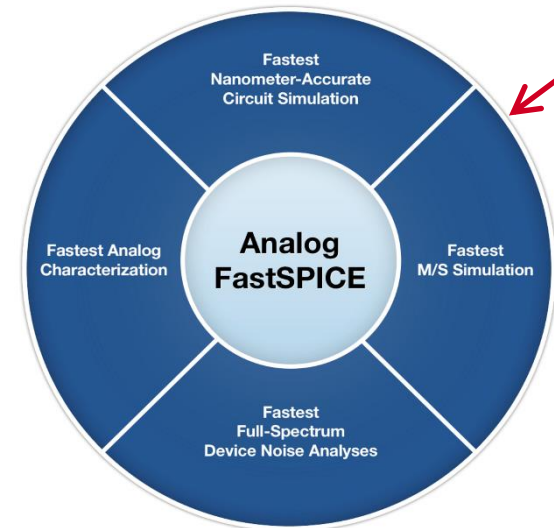 Fastest
Nanometer-Accurate
Circuit Simulation
Fastest Analog
Characterization
Analog
FastSPICE
Fastest
M/S Simulation
Fastest
Full-Spectrum
Device Noise Analyses